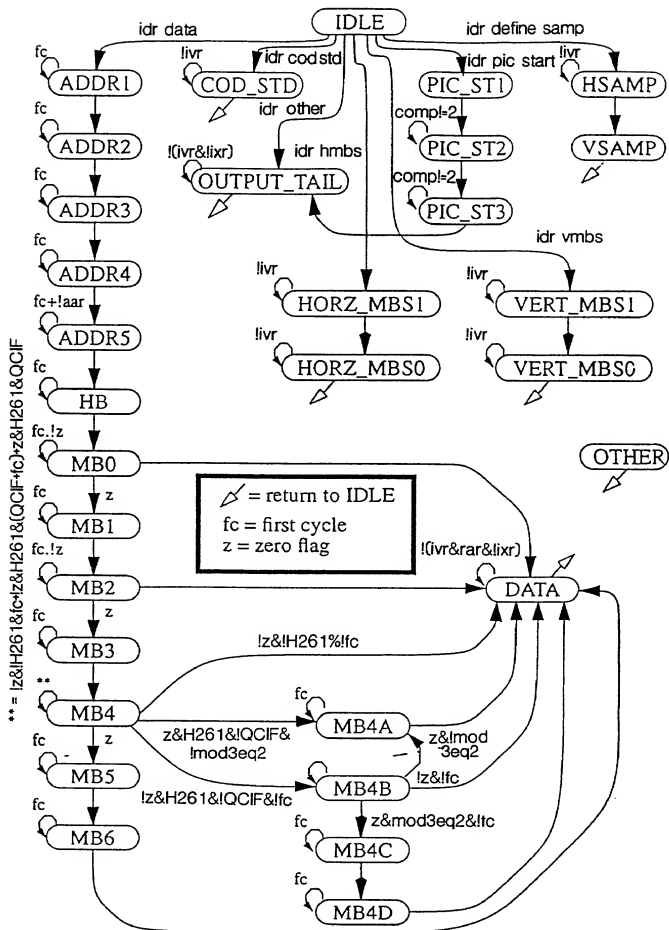 IDLE
idr data
idr cod std
idr pic start
idr define samp
fc
ADDR1
!ivr
COD_STD
PIC_ST1
!ivr
HSAMP
idr other
comp!=2
fc
ADDR2
PIC_ST2
VSAMP
!(ivr&!ixr)
idr hmbs
OUTPUT_TAIL
comp!=2
fc
ADDR3
PIC_ST3
idr vmbs
fc
ADDR4
!ivr
HORZ_MBS1
!ivr
VERT_MBS1
fc+!aar
ADDR5
!ivr
HORZ_MBS0
!ivr
VERT_MBS0
fc
HB
fc.!z
MB0
OTHER
= return to IDLE
fc = first cycle
z = zero flag
z
fc
MB1
z
fc.!z
MB2
!(ivr&rar&!ixr)
DATA
z
fc
MB3
!z&!H261%!fc
**
MB4
z&H261&!QCIF&
!mod3eq2
fc
MB4A
z&!mod
3eq2
z
fc
MB5
!z&H261&!QCIF&!fc
MB4B
!z&!fc
z&mod3eq2&!fc
fc
MB6
fc
MB4C
fc
MB4D
** = !z&!H261&fc+!z&H261&(QCIF+fc)+z&H261&QCIF